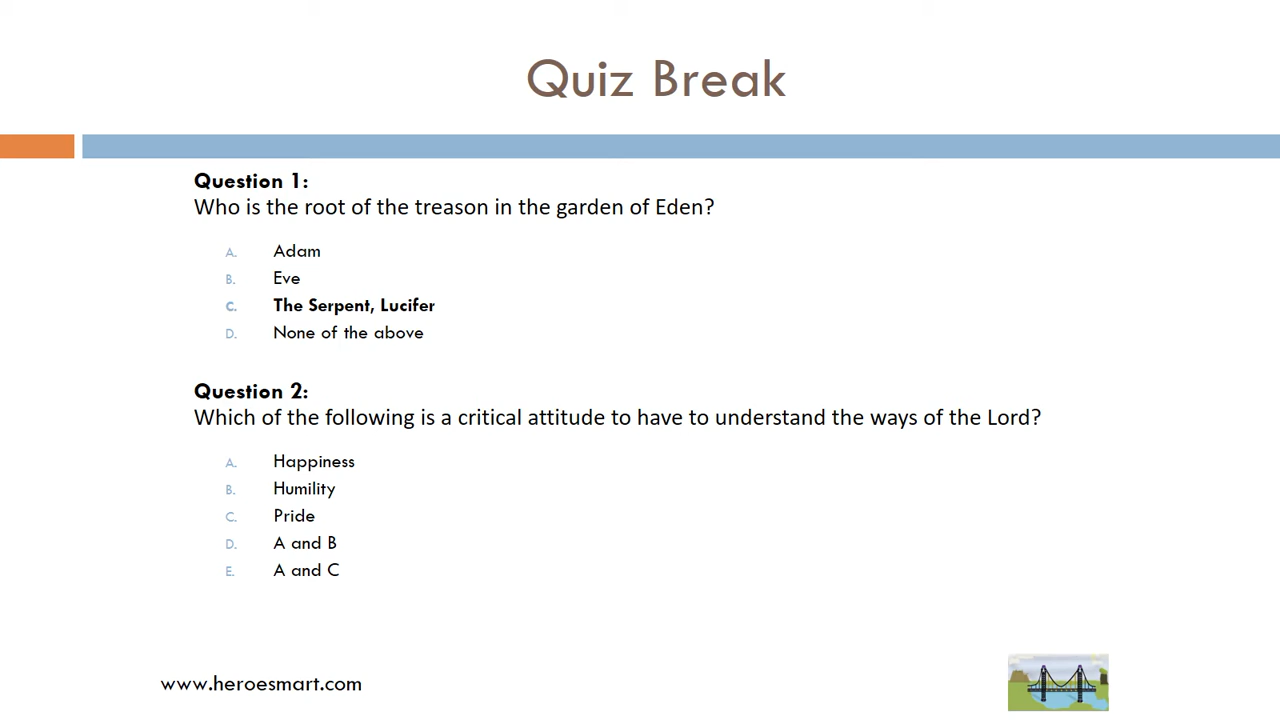 Quiz Break
Question 1:
Who is the root of the treason in the garden of Eden?
A. Adam
B. Eve
C. The Serpent, Lucifer
D. None of the above
Question 2:
Which of the following is a critical attitude to have to understand the ways of the Lord?
A. Happiness
B. Humility
C. Pride
D. A and B
E. A and C
www.heroesmart.com